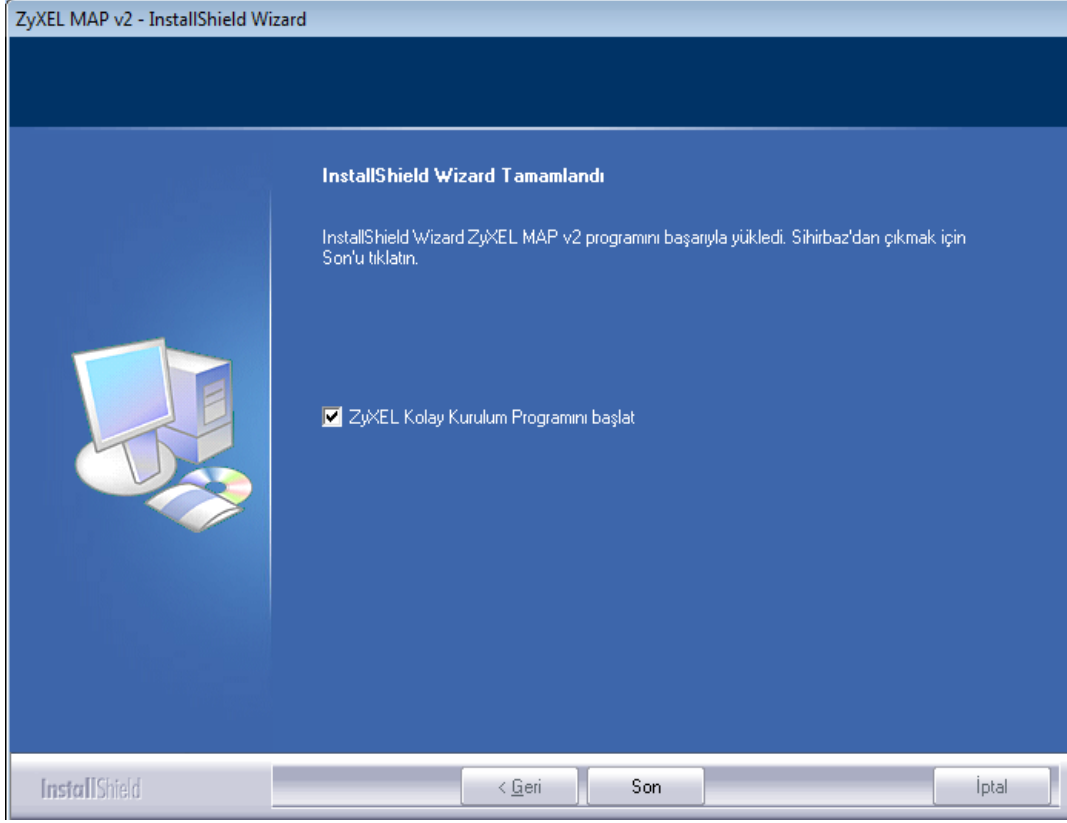 ZyXEL MAP v2 - InstallShield Wizard
InstallShield Wizard Tamamlandı
InstallShield Wizard ZyXEL MAP v2 programını başarıyla yükledi. Sihirbaz'dan çıkmak için
Son'u tıklatın.
ZyXEL Kolay Kurulum Programını başlat
InstallShield
< Geri
Son
İptal